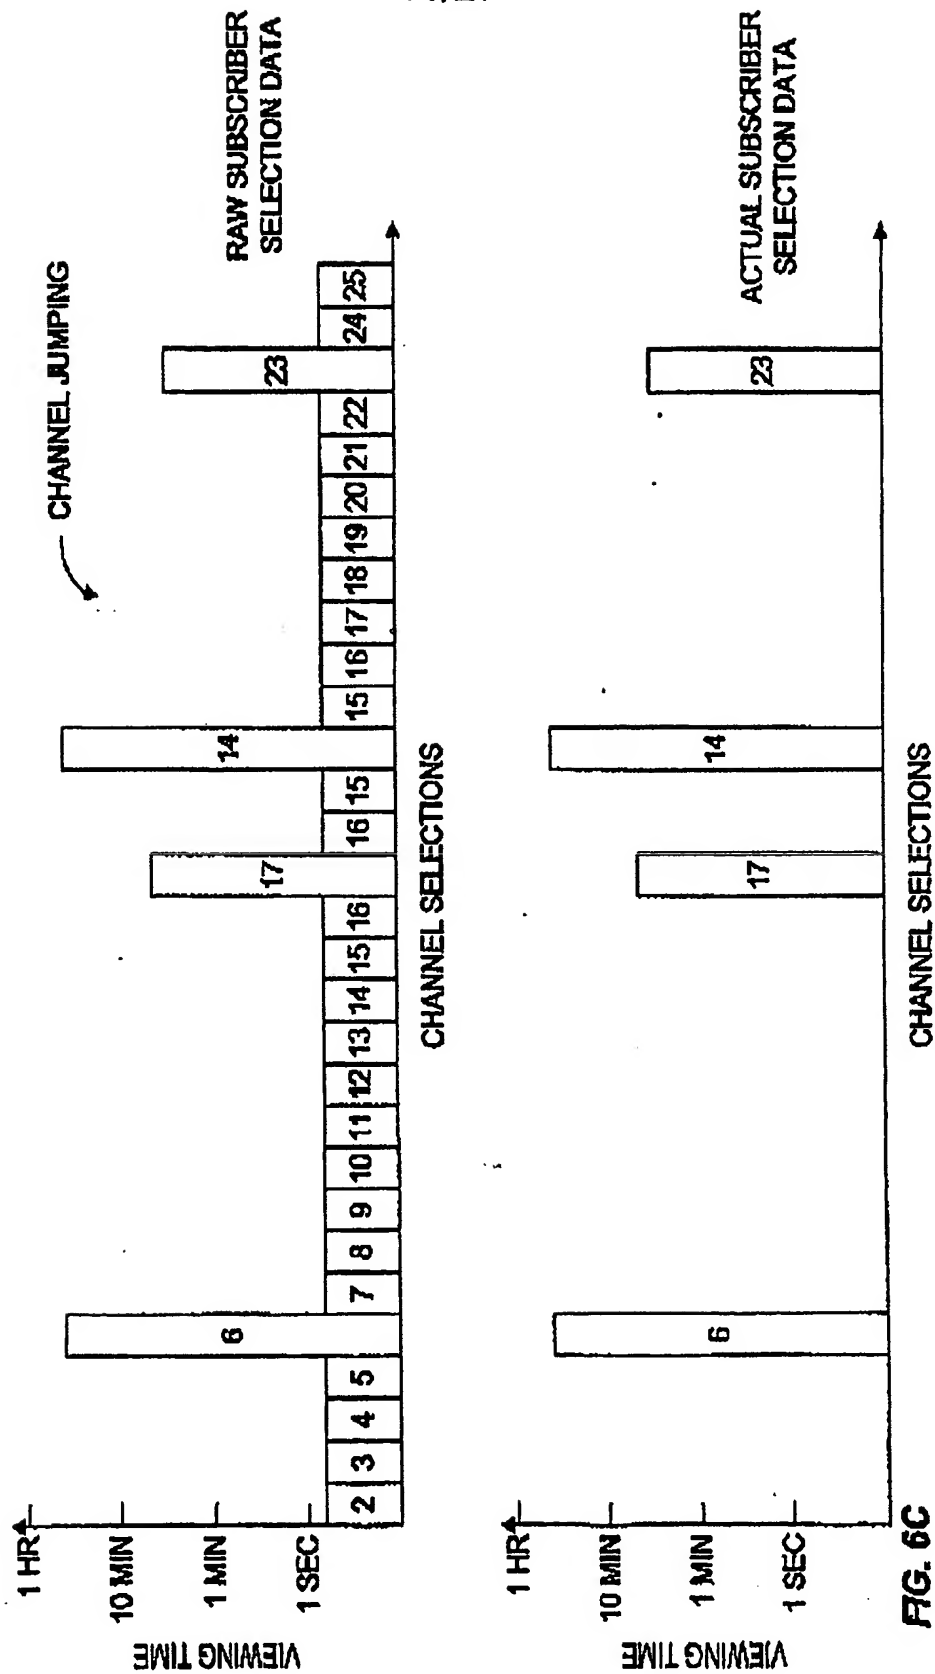 CHANNEL JUMPING
RAW SUBSCRIBER
SELECTION DATA
VIEWING TIME
1 HR
10 MIN
1 MIN
1 SEC
2 3 4 5 6 7 8 9 10 11 12 13 14 15 16 17 16 15 14 15 16 17 18 19 20 21 22 23 24 25
CHANNEL SELECTIONS
ACTUAL SUBSCRIBER
SELECTION DATA
VIEWING TIME
1 HR
10 MIN
1 MIN
1 SEC
6 17 14 23
CHANNEL SELECTIONS
FIG. 6C